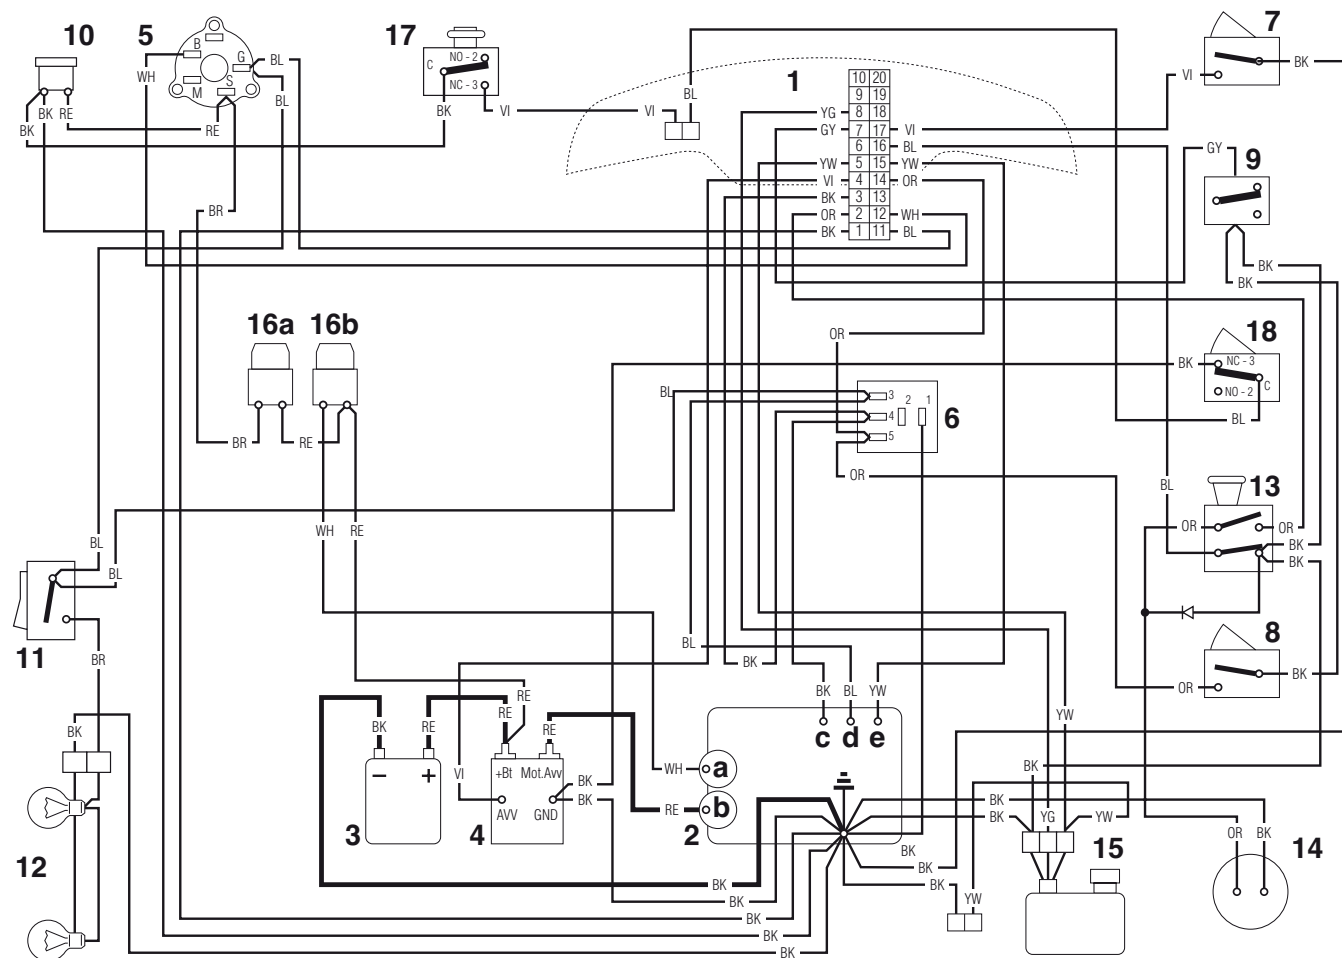 10
5
17
7
B
G
BL
WH
M
S
BL
BK
BK
RE
BK
RE
C
NO - 2
NC - 3
BK
VI
VI
BL
1
10 20
9 19
YG 8 18
GY 7 17 VI
6 16 BL
YW 5 15 YW
VI 4 14 OR
BK 3 13
OR 2 12 WH
BK 1 11 BL
VI
BK
GY
9
BK
BK
BR
16a
16b
BR
RE
OR
18
BK
NC - 3
C
NO - 2
BL
BL
3
2
1
4
5
6
OR
BL
13
OR
OR
BK
BK
WH
RE
BL
BL
11
BR
BL
BK
8
BK
OR
BK
BL
YW
YW
c
d
e
BK
BK
RE
RE
RE
RE
–
+
+Bt
Mot.Avv
VI
AVV
GND
BK
BK
WH
a
RE
b
3
4
2
BK
BK
BK
YG
YW
OR
BK
15
14
BK
BK
BK
YW
12
BK
BK
BK
BK
BK